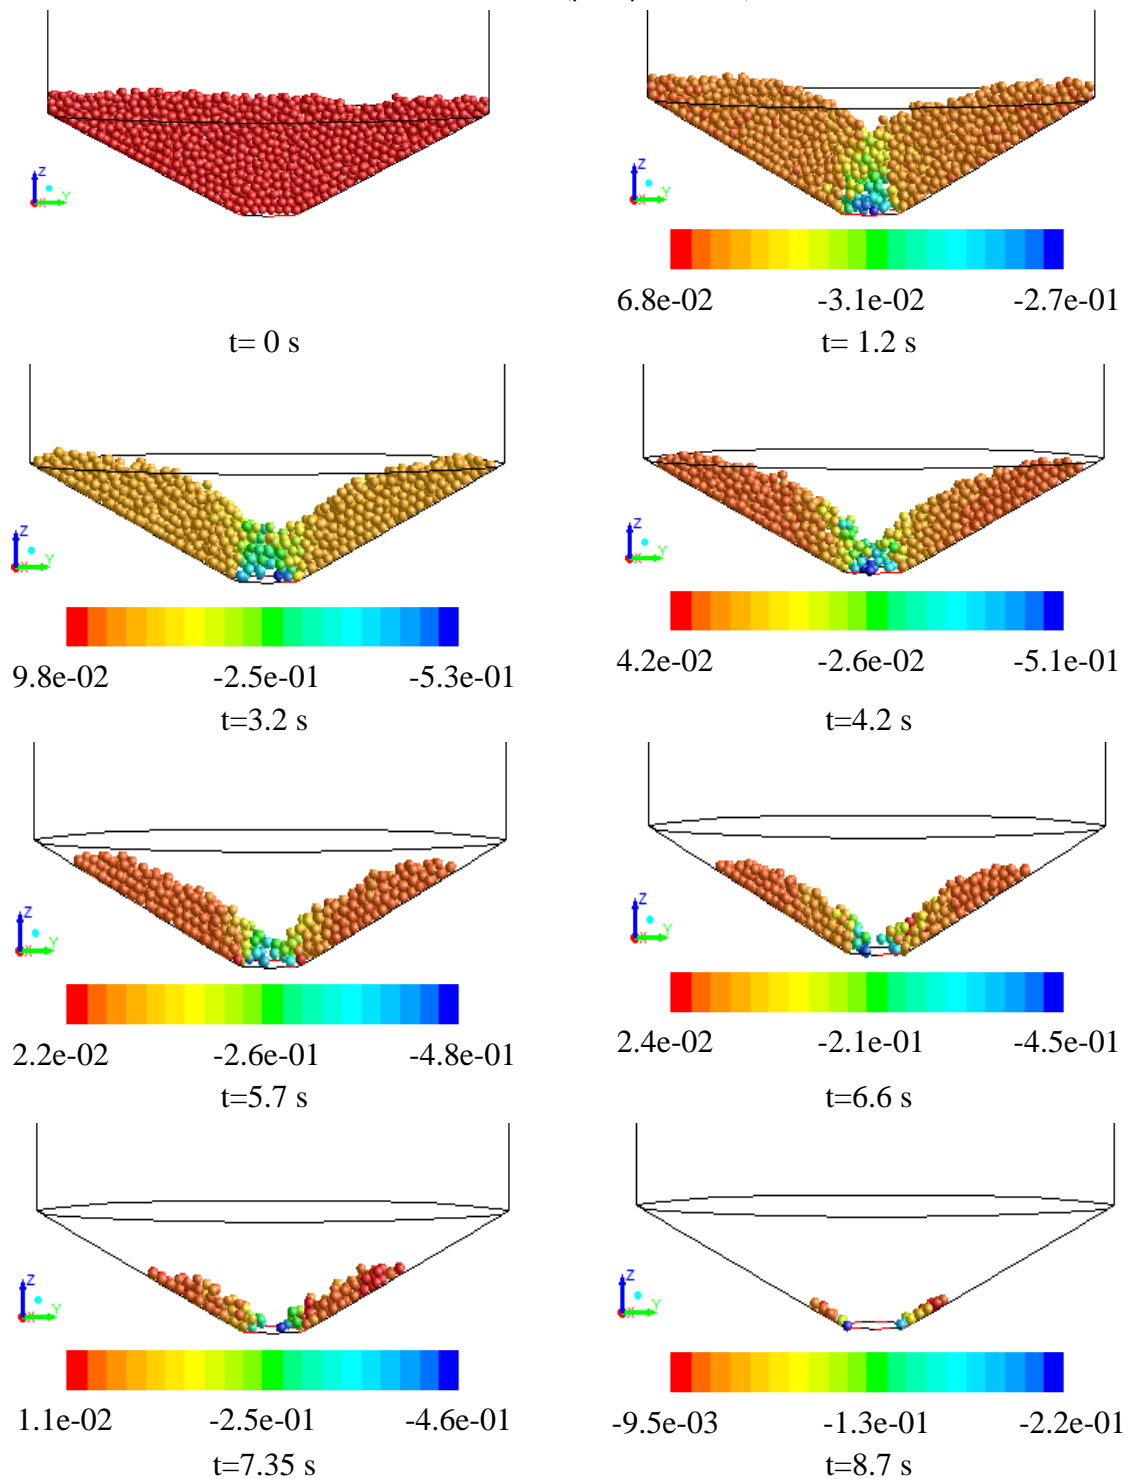 Z
Y
X
Z
Y
X
6.8e-02 -3.1e-02 -2.7e-01
t= 0 s
t= 1.2 s
Z
Y
X
Z
Y
X
9.8e-02 -2.5e-01 -5.3e-01
4.2e-02 -2.6e-02 -5.1e-01
t=3.2 s
t=4.2 s
Z
Y
X
Z
Y
X
2.2e-02 -2.6e-01 -4.8e-01
2.4e-02 -2.1e-01 -4.5e-01
t=5.7 s
t=6.6 s
Z
Y
X
Z
Y
X
1.1e-02 -2.5e-01 -4.6e-01
-9.5e-03 -1.3e-01 -2.2e-01
t=7.35 s
t=8.7 s